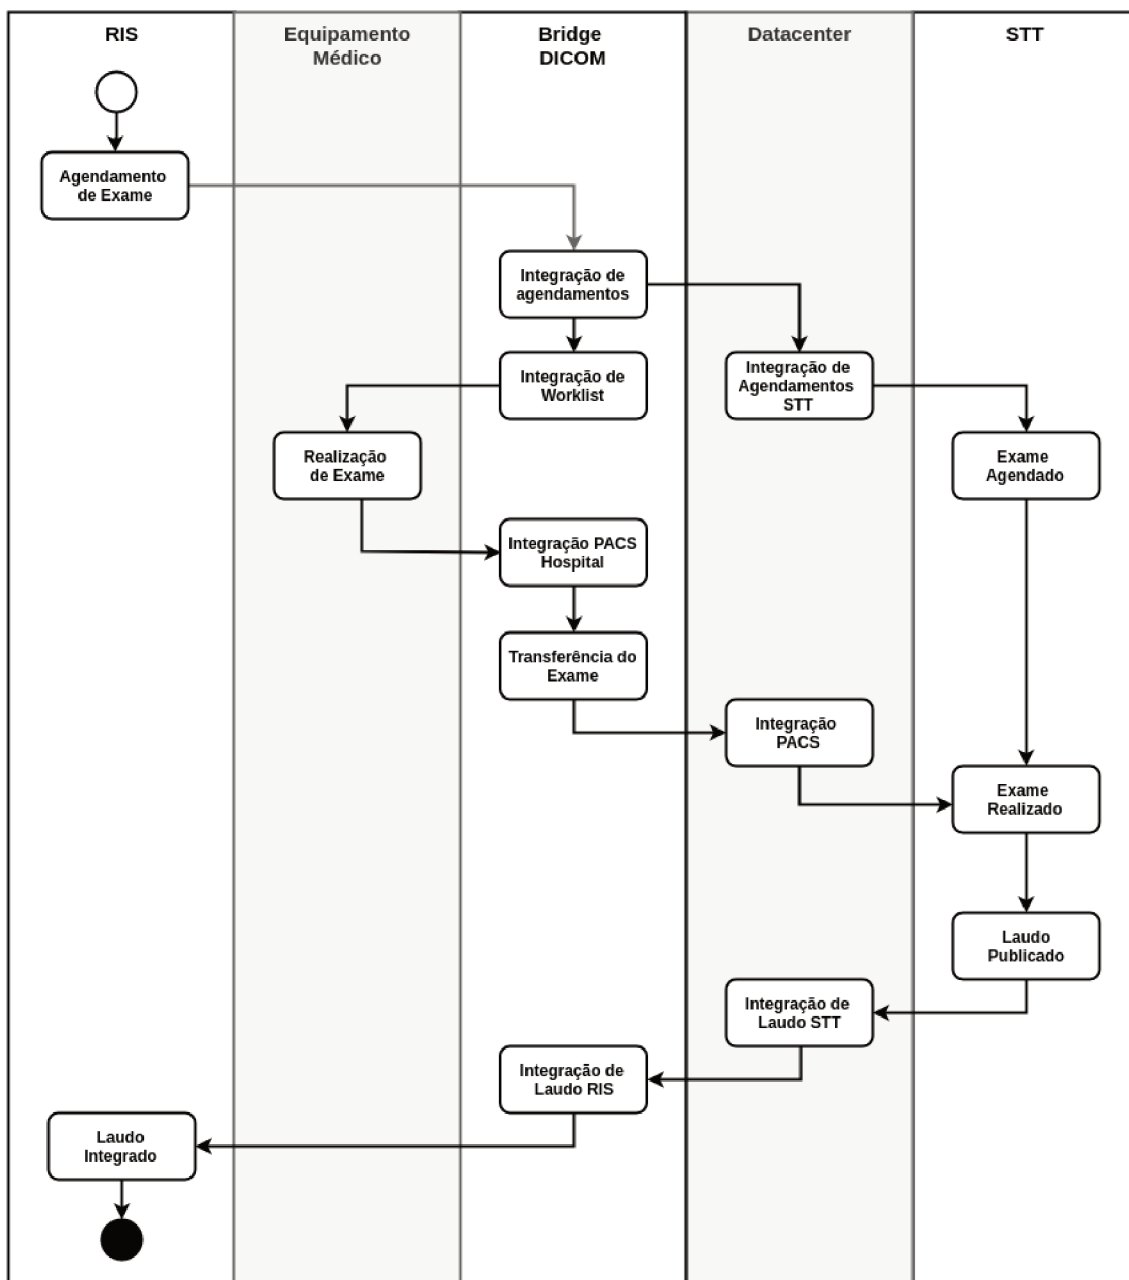 RIS
Equipamento
Médico
Bridge
DICOM
Datacenter
STT
Agendamento
de Exame
Integração de
agendamentos
Integração de
Worklist
Integração de
Agendamentos
STT
Realização
de Exame
Exame
Agendado
Integração PACS
Hospital
Transferência do
Exame
Integração
PACS
Exame
Realizado
Laudo
Publicado
Integração de
Laudo STT
Integração de
Laudo RIS
Laudo
Integrado